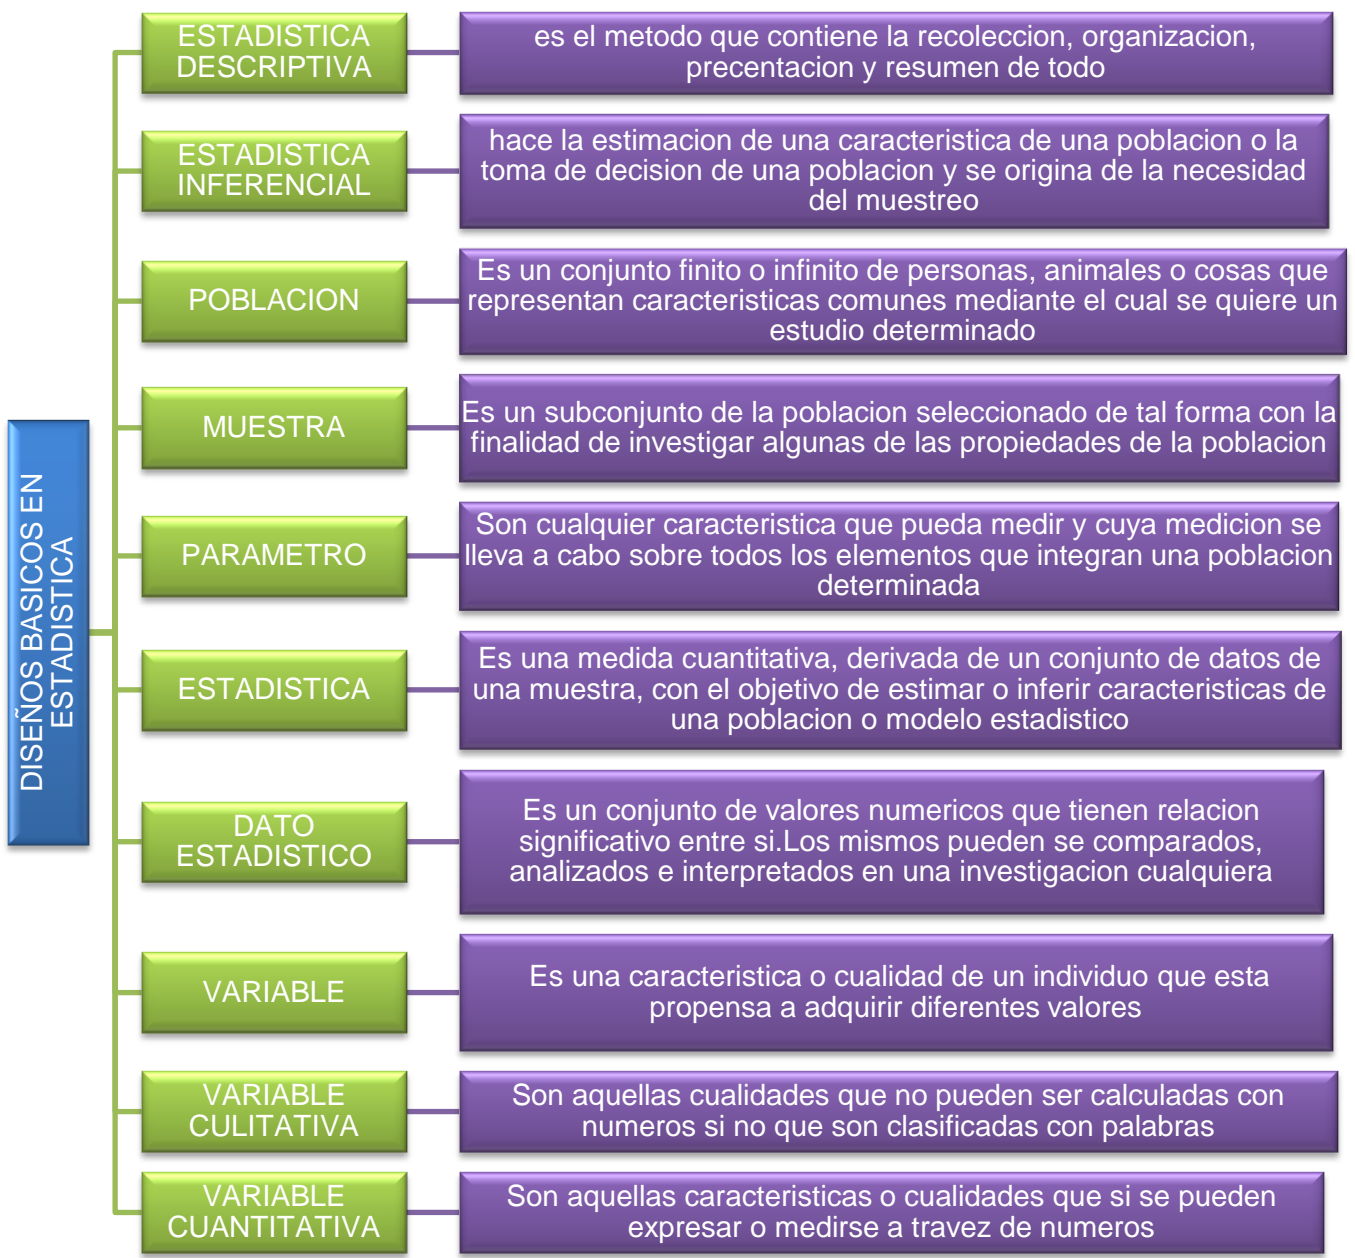 DISEÑOS BASICOS EN
ESTADISTICA
ESTADISTICA
DESCRIPTIVA
es el metodo que contiene la recoleccion, organizacion,
precentacion y resumen de todo
ESTADISTICA
INFERENCIAL
hace la estimacion de una caracteristica de una poblacion o la
toma de decision de una poblacion y se origina de la necesidad
del muestreo
POBLACION
Es un conjunto finito o infinito de personas, animales o cosas que
representan caracteristicas comunes mediante el cual se quiere un
estudio determinado
MUESTRA
Es un subconjunto de la poblacion seleccionado de tal forma con la
finalidad de investigar algunas de las propiedades de la poblacion
PARAMETRO
Son cualquier caracteristica que pueda medir y cuya medicion se
lleva a cabo sobre todos los elementos que integran una poblacion
determinada
ESTADISTICA
Es una medida cuantitativa, derivada de un conjunto de datos de
una muestra, con el objetivo de estimar o inferir caracteristicas de
una poblacion o modelo estadistico
DATO
ESTADISTICO
Es un conjunto de valores numericos que tienen relacion
significativo entre si.Los mismos pueden se comparados,
analizados e interpretados en una investigacion cualquiera
VARIABLE
Es una caracteristica o cualidad de un individuo que esta
propensa a adquirir diferentes valores
VARIABLE
CULITATIVA
Son aquellas cualidades que no pueden ser calculadas con
numeros si no que son clasificadas con palabras
VARIABLE
CUANTITATIVA
Son aquellas caracteristicas o cualidades que si se pueden
expresar o medirse a travez de numeros